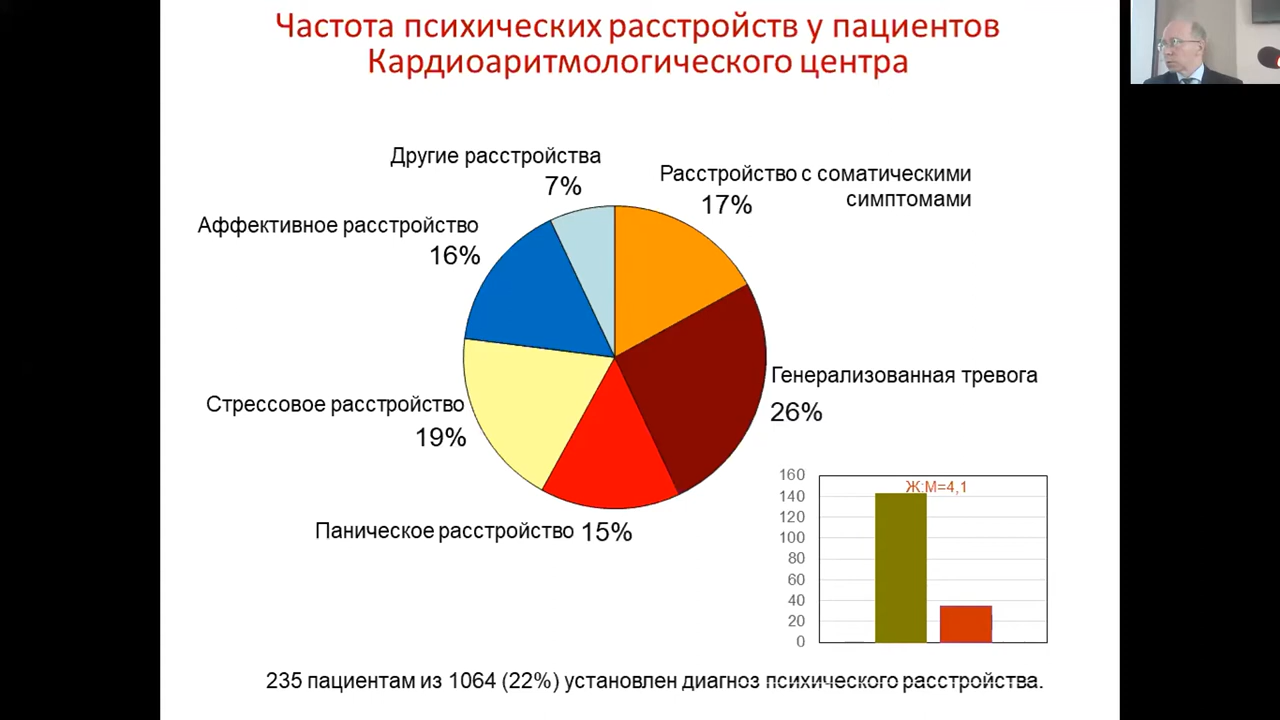 Частота психических расстройств у пациентов
Кардиоаритмологического центра
Другие расстройства
7%
Расстройство с соматическими
симптомами
17%
Аффективное расстройство
16%
Генерализованная тревога
26%
Стрессовое расстройство
19%
Паническое расстройство 15%
Ж:М=4,1
160
140
120
100
80
60
40
20
0
235 пациентам из 1064 (22%) установлен диагноз психического расстройства.